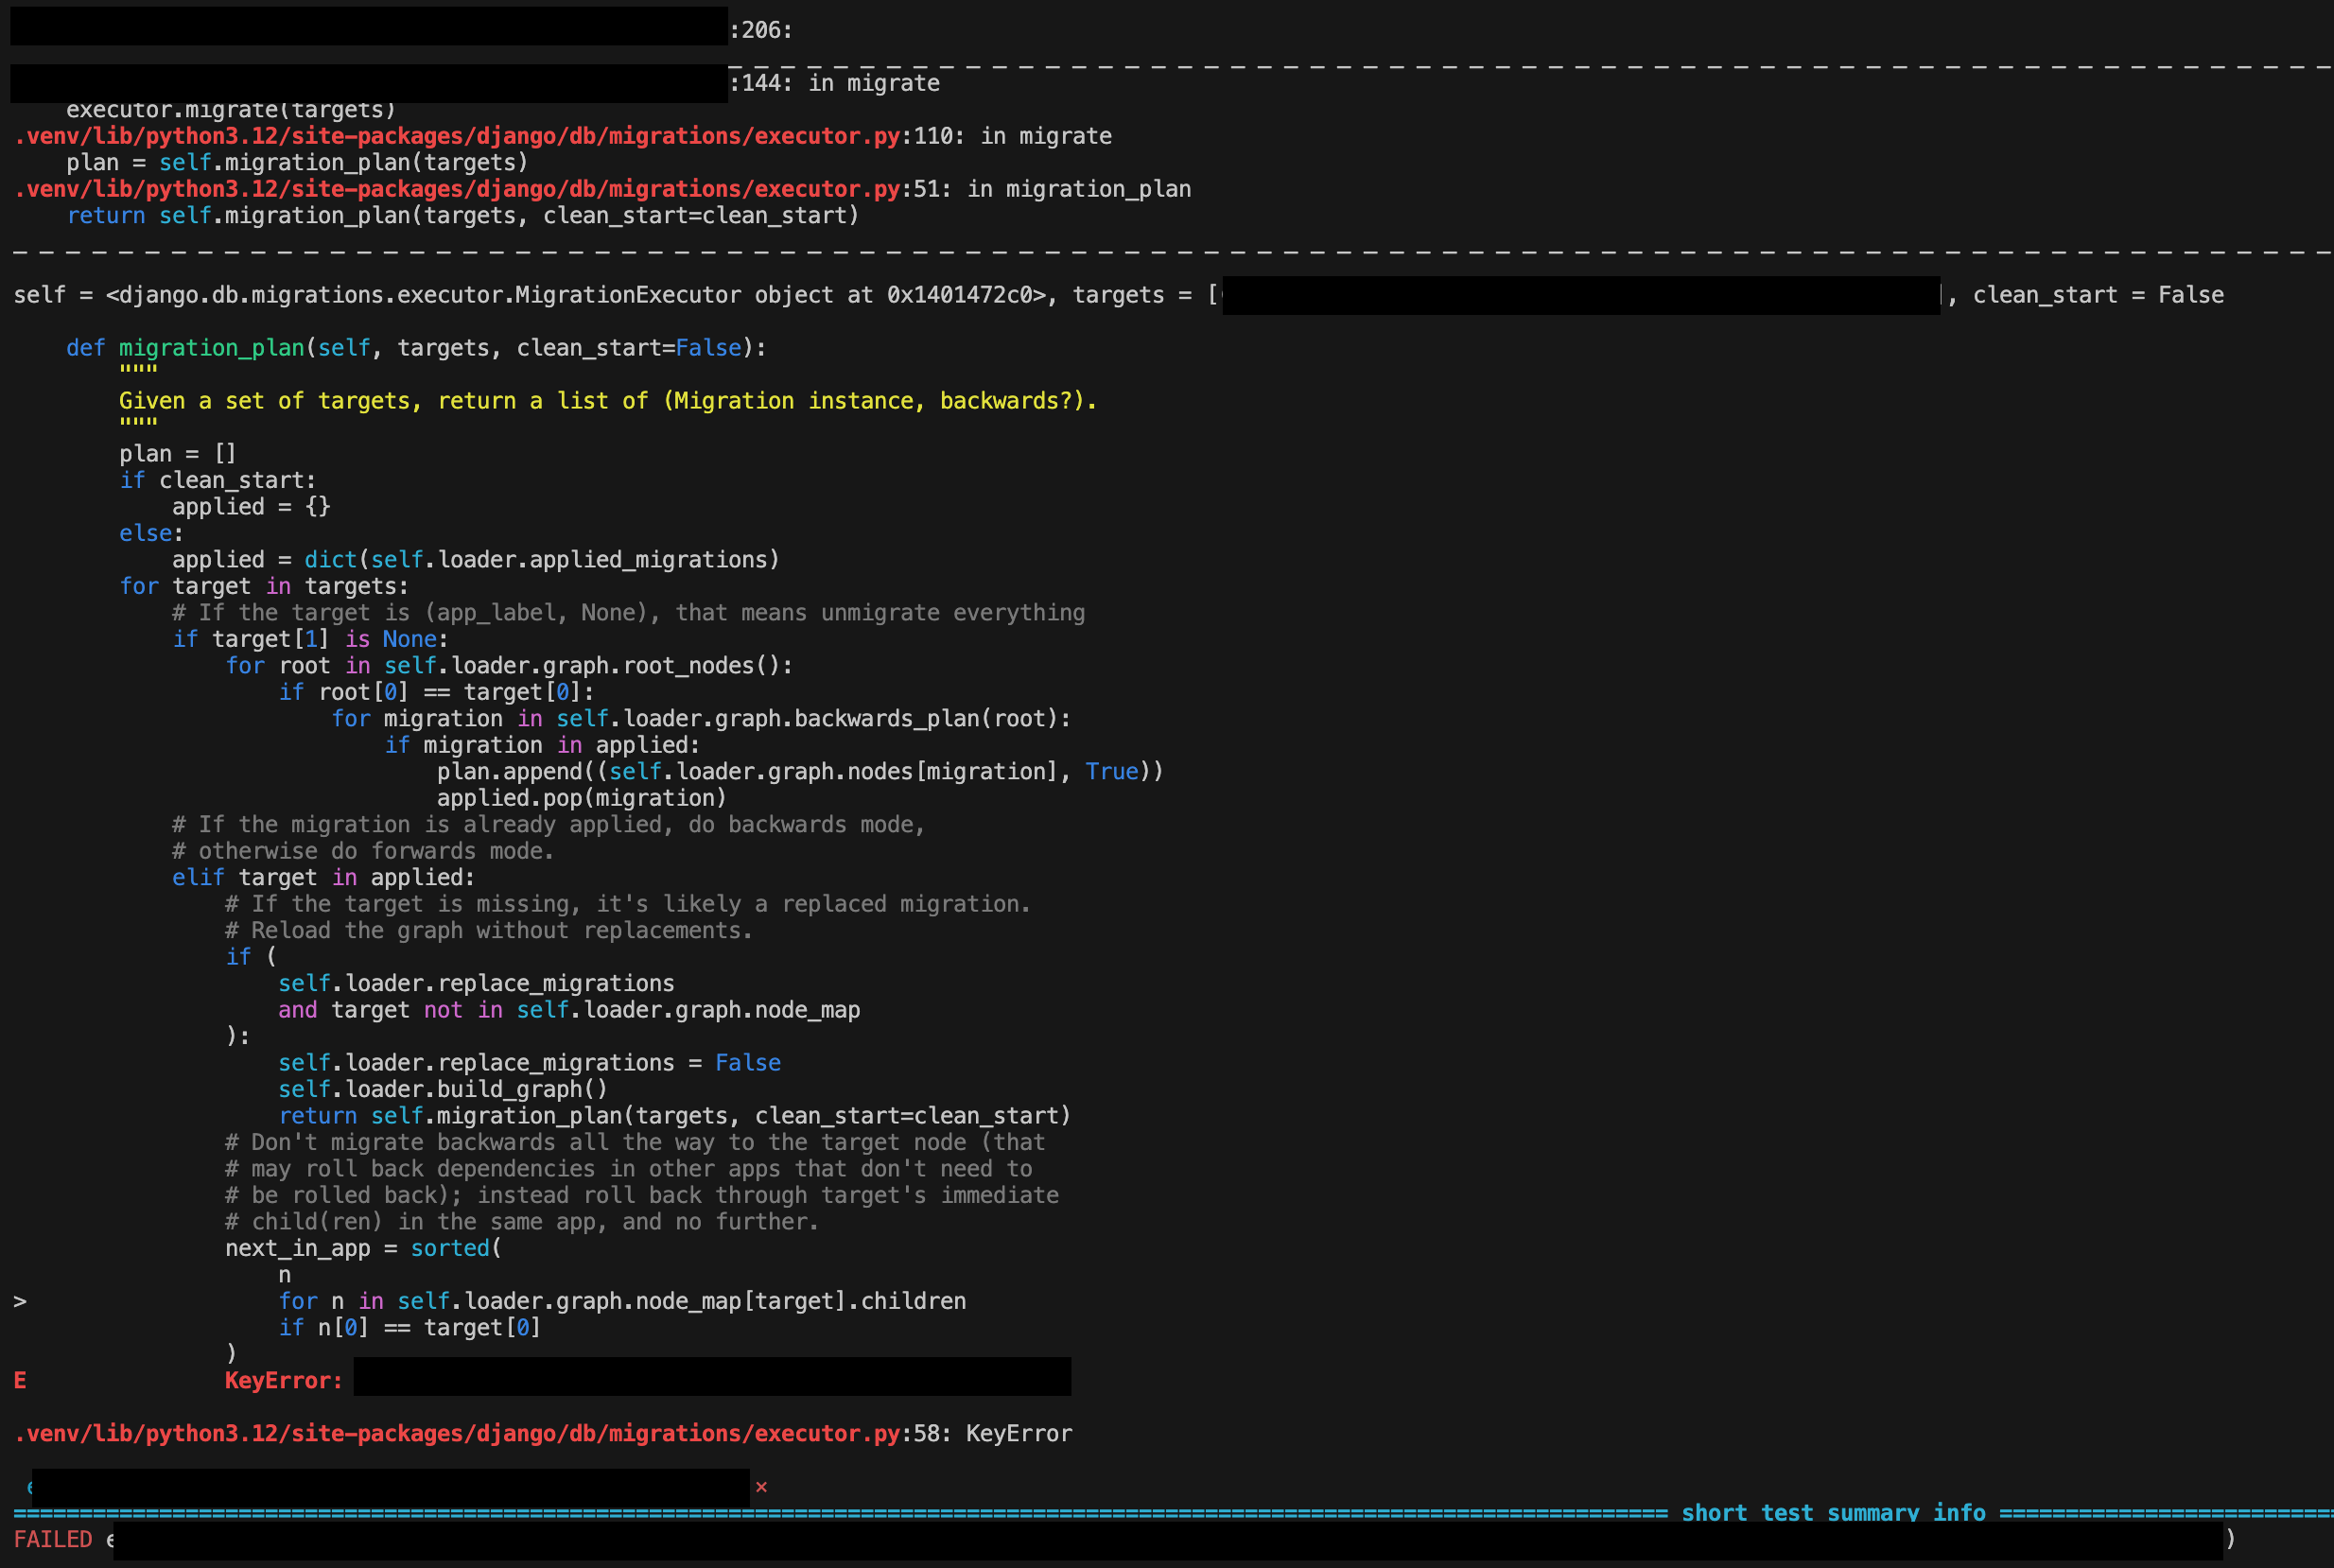 :206:
_ _ _ _ _ _ _ _ _ _ _ _ _ _ _ _ _ _ _ _ _ _ _ _ _ _ _ _ _ _ _ _ _ _ _ _ _ _ _ _ _ _ _ _ _ _ _ _ _ _ _ _ _ _ _ _ _ _ _ _ _
:144: in migrate
    executor.migrate(targets)
.venv/lib/python3.12/site-packages/django/db/migrations/executor.py:110: in migrate
    plan = self.migration_plan(targets)
.venv/lib/python3.12/site-packages/django/db/migrations/executor.py:51: in migration_plan
    return self.migration_plan(targets, clean_start=clean_start)
_ _ _ _ _ _ _ _ _ _ _ _ _ _ _ _ _ _ _ _ _ _ _ _ _ _ _ _ _ _ _ _ _ _ _ _ _ _ _ _ _ _ _ _ _ _ _ _ _ _ _ _ _ _ _ _ _ _ _ _ _ _ _ _ _ _ _ _ _ _ _ _ _ _ _ _ _ _ _ _ _ _ _ _ _ _ _ _
self = <django.db.migrations.executor.MigrationExecutor object at 0x1401472c0>, targets = [ , clean_start = False
    def migration_plan(self, targets, clean_start=False):
        """
        Given a set of targets, return a list of (Migration instance, backwards?).
        """
        plan = []
        if clean_start:
            applied = {}
        else:
            applied = dict(self.loader.applied_migrations)
        for target in targets:
            # If the target is (app_label, None), that means unmigrate everything
            if target[1] is None:
                for root in self.loader.graph.root_nodes():
                    if root[0] == target[0]:
                        for migration in self.loader.graph.backwards_plan(root):
                            if migration in applied:
                                plan.append((self.loader.graph.nodes[migration], True))
                                applied.pop(migration)
            # If the migration is already applied, do backwards mode,
            # otherwise do forwards mode.
            elif target in applied:
                # If the target is missing, it's likely a replaced migration.
                # Reload the graph without replacements.
                if (
                    self.loader.replace_migrations
                    and target not in self.loader.graph.node_map
                ):
                    self.loader.replace_migrations = False
                    self.loader.build_graph()
                    return self.migration_plan(targets, clean_start=clean_start)
                # Don't migrate backwards all the way to the target node (that
                # may roll back dependencies in other apps that don't need to
                # be rolled back); instead roll back through target's immediate
                # child(ren) in the same app, and no further.
                next_in_app = sorted(
                    n
>                   for n in self.loader.graph.node_map[target].children
                    if n[0] == target[0]
                )
E               KeyError:
.venv/lib/python3.12/site-packages/django/db/migrations/executor.py:58: KeyError
×
=== short test summary info ===
FAILED )